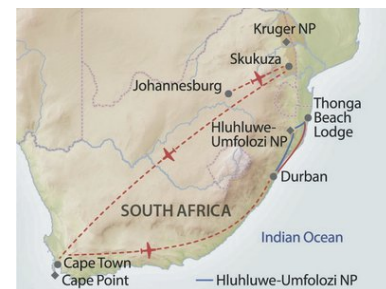 Kruger NP
Skukuza
Johannesburg
Thonga
Beach
Lodge
Hluhluwe-
Umfolozi NP
Durban
SOUTH AFRICA
Indian Ocean
Cape Town
Cape Point
Hluhluwe-Umfolozi NP